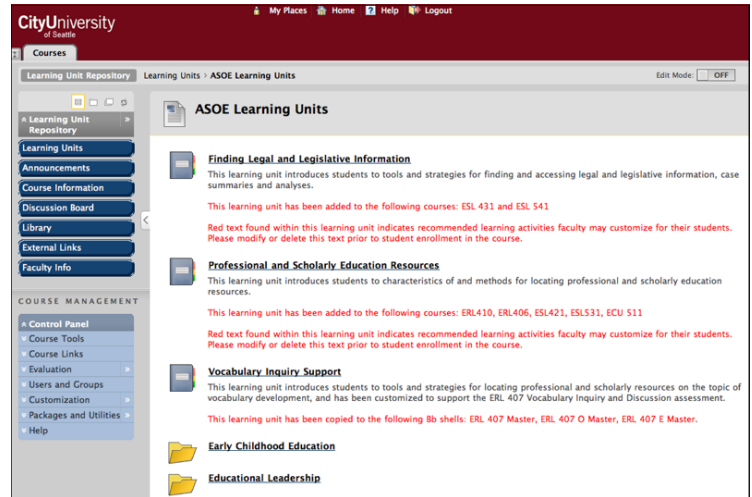 CityUniversity
of Seattle
My Places Home ? Help Logout
Courses
Learning Unit Repository Learning Units > ASOE Learning Units Edit Mode: OFF
Learning Unit
Repository
Learning Units
Announcements
Course Information
Discussion Board
Library
External Links
Faculty Info
COURSE MANAGEMENT
Control Panel
Course Tools
Course Links
Evaluation
Users and Groups
Customization
Packages and Utilities
Help
ASOE Learning Units
Finding Legal and Legislative Information
This learning unit introduces students to tools and strategies for finding and accessing legal and legislative information, case
summaries and analyses.
This learning unit has been added to the following courses: ESL 431 and ESL 541
Red text found within this learning unit indicates recommended learning activities faculty may customize for their students.
Please modify or delete this text prior to student enrollment in the course.
Professional and Scholarly Education Resources
This learning unit introduces students to characteristics of and methods for locating professional and scholarly education
resources.
This learning unit has been added to the following courses: ERL410, ERL406, ESL421, ESL531, ECU 511
Red text found within this learning unit indicates recommended learning activities faculty may customize for their students.
Please modify or delete this text prior to student enrollment in the course.
Vocabulary Inquiry Support
This learning unit introduces students to tools and strategies for locating professional and scholarly resources on the topic of
vocabulary development, and has been customized to support the ERL 407 Vocabulary Inquiry and Discussion assessment.
This learning unit has been copied to the following Bb shells: ERL 407 Master, ERL 407 O Master, ERL 407 E Master.
Early Childhood Education
Educational Leadership